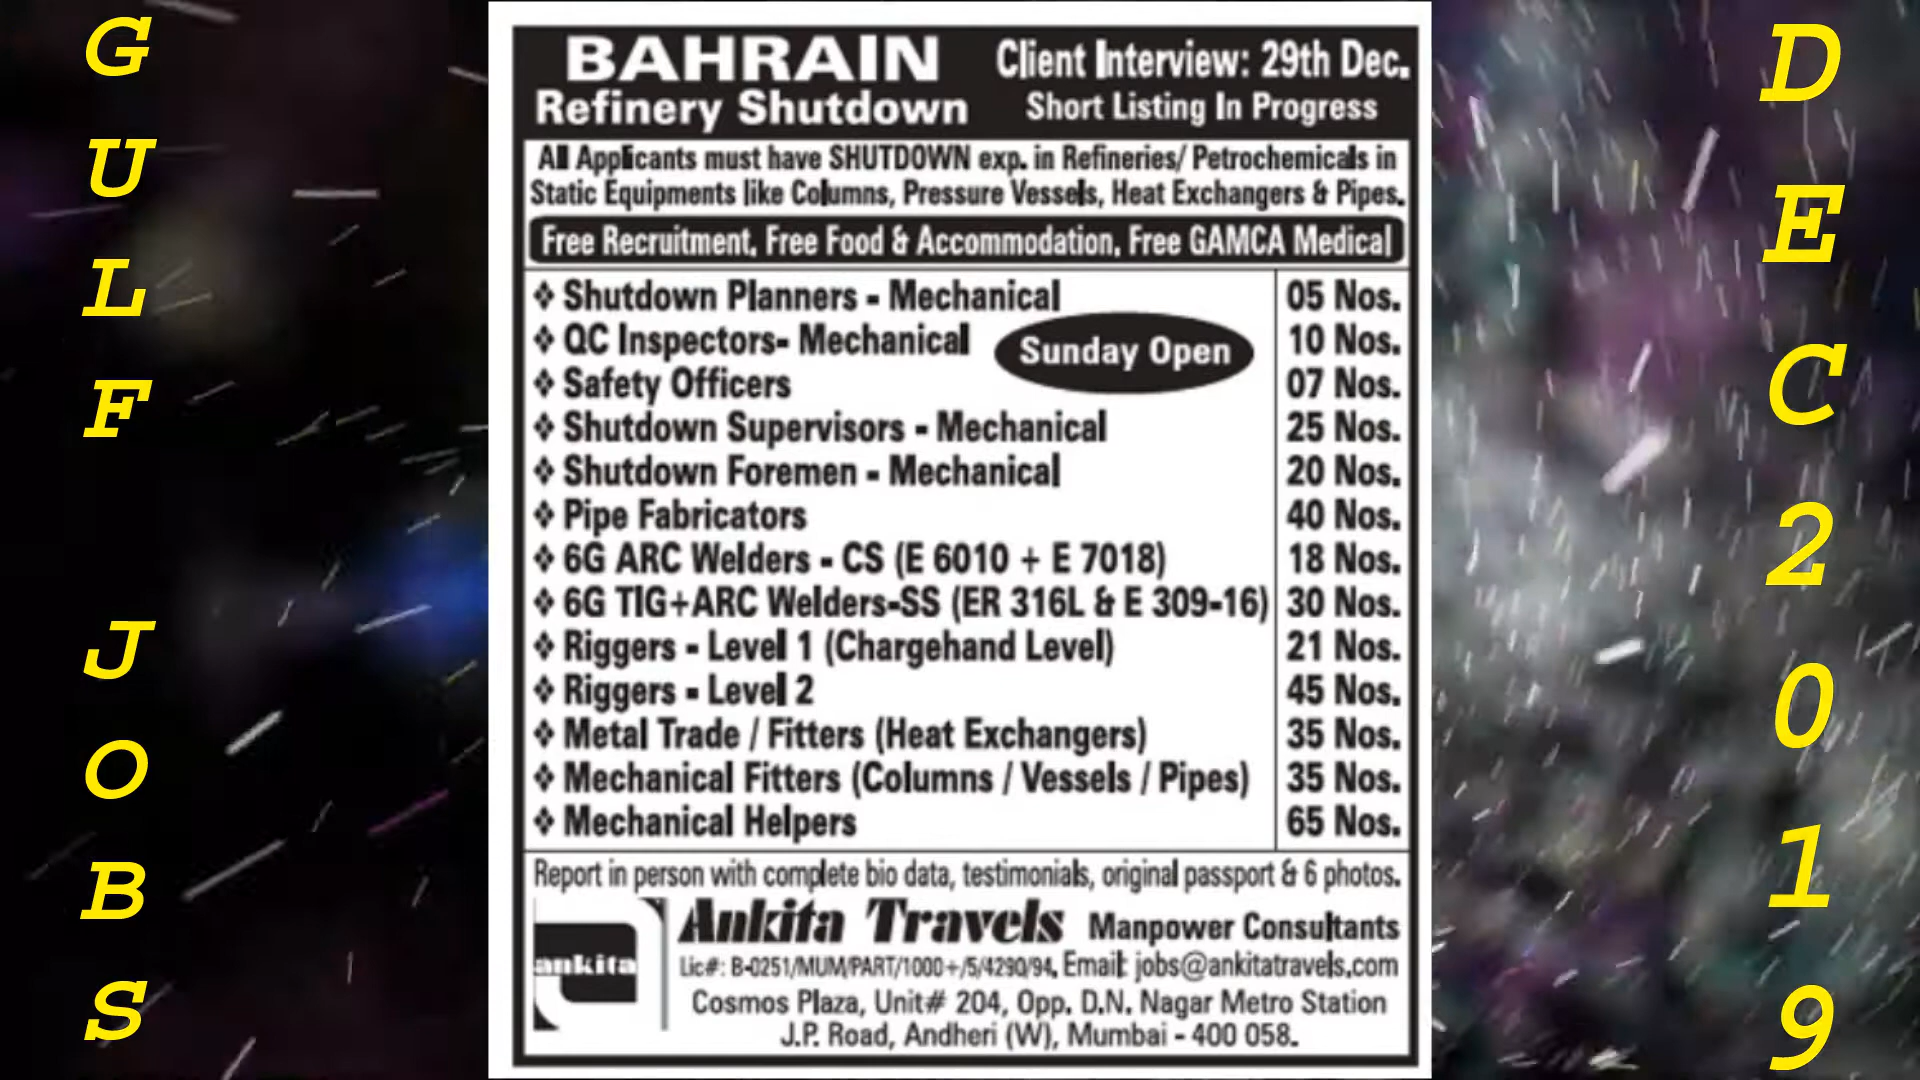 GULF JOBS
BAHRAIN
Refinery Shutdown
Client Interview: 29th Dec.
Short Listing In Progress
All Applicants must have SHUTDOWN exp. in Refineries/ Petrochemicals in
Static Equipments like Columns, Pressure Vessels, Heat Exchangers & Pipes.
Free Recruitment, Free Food & Accommodation, Free GAMCA Medical
❖ Shutdown Planners - Mechanical 05 Nos.
❖ QC Inspectors- Mechanical 10 Nos.
Sunday Open
❖ Safety Officers 07 Nos.
❖ Shutdown Supervisors - Mechanical 25 Nos.
❖ Shutdown Foremen - Mechanical 20 Nos.
❖ Pipe Fabricators 40 Nos.
❖ 6G ARC Welders - CS (E 6010 + E 7018) 18 Nos.
❖ 6G TIG+ARC Welders-SS (ER 316L & E 309-16) 30 Nos.
❖ Riggers - Level 1 (Chargehand Level) 21 Nos.
❖ Riggers - Level 2 45 Nos.
❖ Metal Trade / Fitters (Heat Exchangers) 35 Nos.
❖ Mechanical Fitters (Columns / Vessels / Pipes) 35 Nos.
❖ Mechanical Helpers 65 Nos.
Report in person with complete bio data, testimonials, original passport & 6 photos.
ankita
Ankita Travels Manpower Consultants
Lic#: B-0251/MUM/PART/1000+/5/4290/94, Email: jobs@ankitatravels.com
Cosmos Plaza, Unit# 204, Opp. D.N. Nagar Metro Station
J.P. Road, Andheri (W), Mumbai - 400 058.
DEC2019